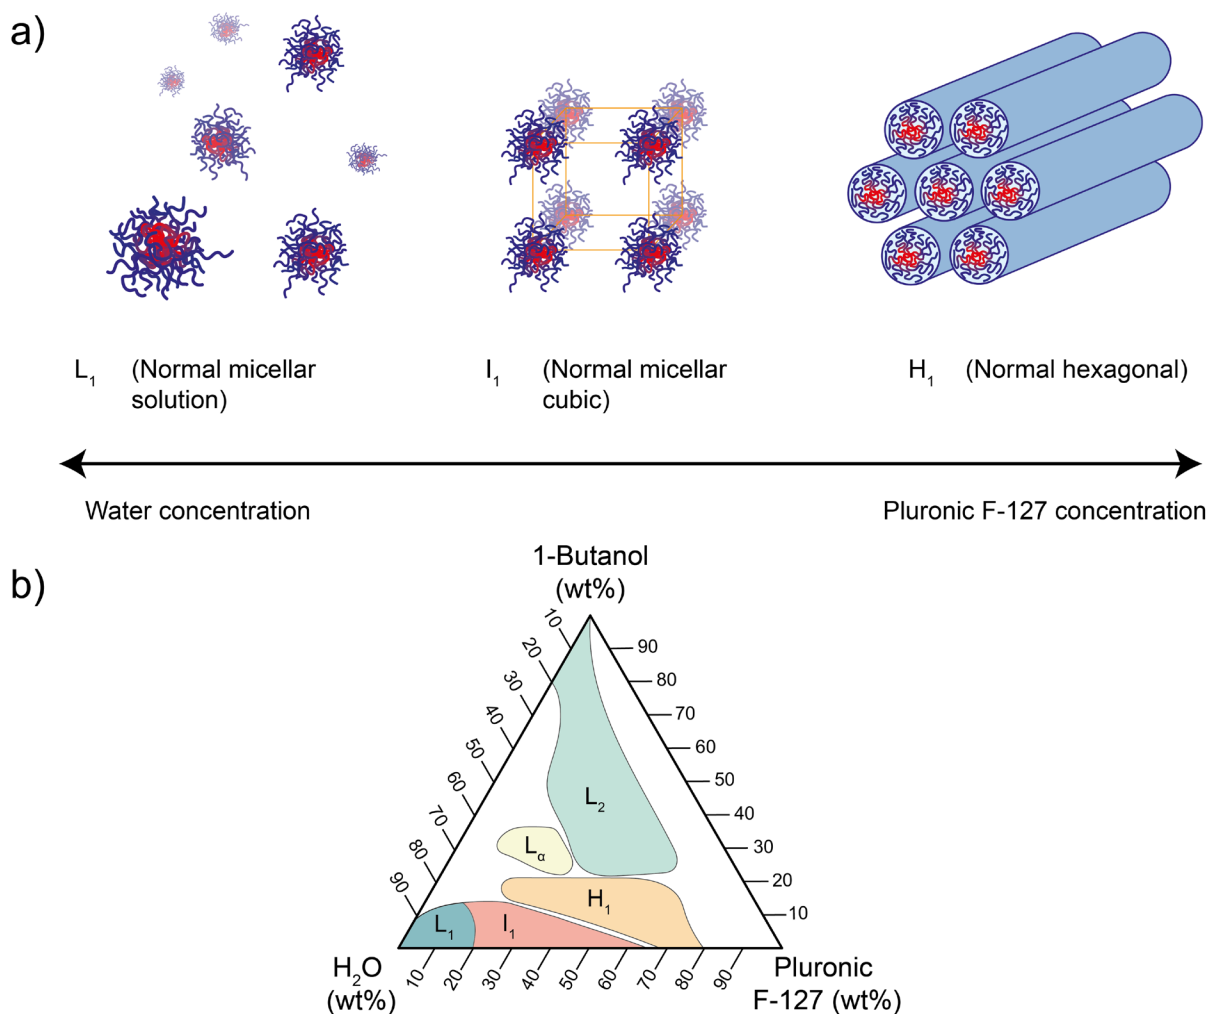 a)
L₁ (Normal micellar
solution)
I₁ (Normal micellar
cubic)
H₁ (Normal hexagonal)
Water concentration
Pluronic F-127 concentration
b)
1-Butanol
(wt%)
10
20
30
40
50
60
70
80
90
90
80
70
60
50
40
30
20
10
L₂
Lα
H₁
L₁
I₁
H₂O
(wt%)
10
20
30
40
50
60
70
80
90
Pluronic
F-127 (wt%)